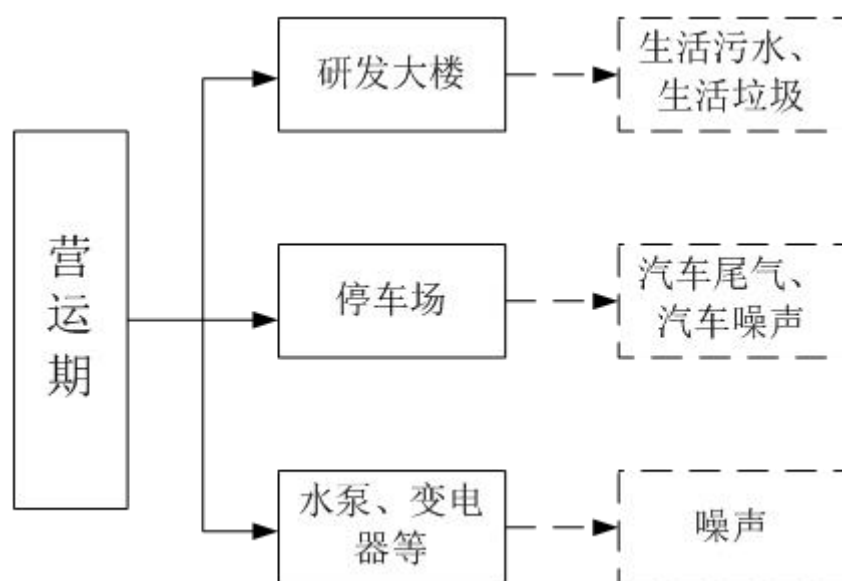 营运期
研发大楼
生活污水、
生活垃圾
停车场
汽车尾气、
汽车噪声
水泵、变电
器等
噪声